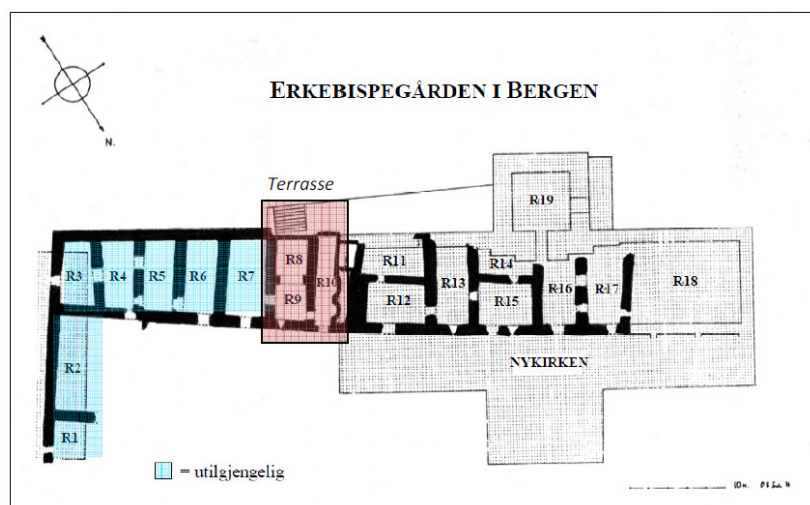 ERKEBISPEGÅRDEN I BERGEN
N.
Terrasse
R19
R3
R4
R5
R6
R7
R8
R9
R10
R11
R12
R13
R14
R15
R16
R17
R18
R2
R1
NYKIRKEN
= utilgjengelig
10m.